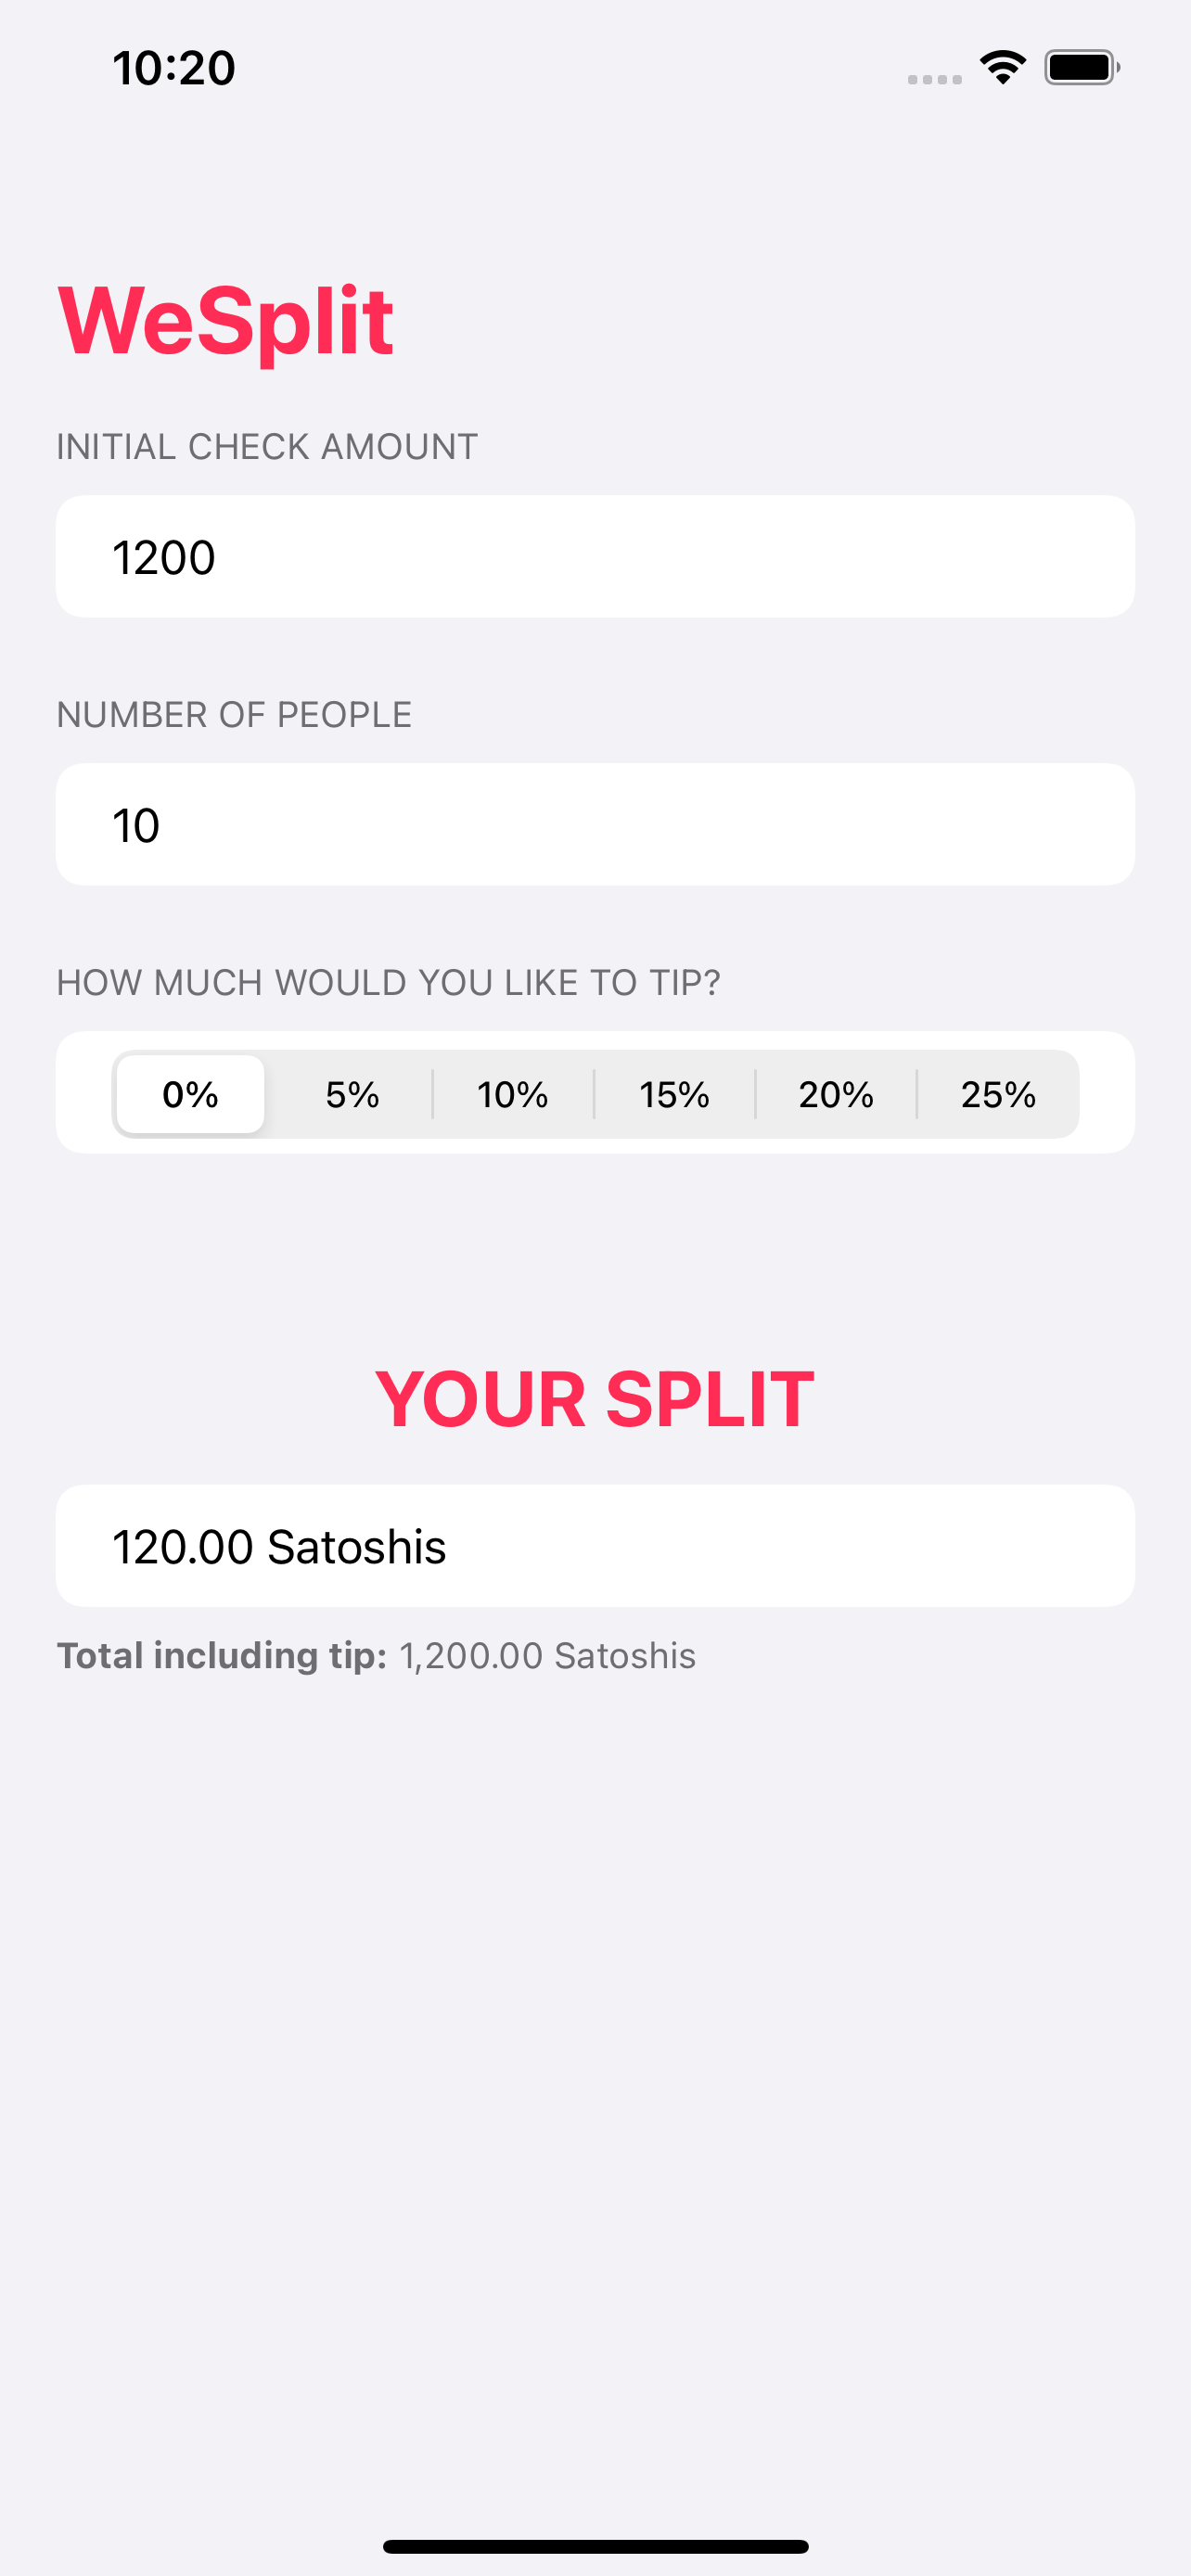 10:20
WeSplit
INITIAL CHECK AMOUNT
1200
NUMBER OF PEOPLE
10
HOW MUCH WOULD YOU LIKE TO TIP?
0% 5% 10% 15% 20% 25%
YOUR SPLIT
120.00 Satoshis
Total including tip: 1,200.00 Satoshis